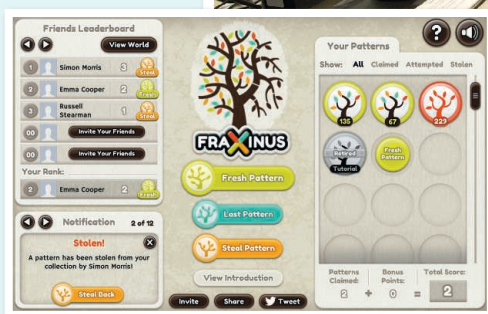 Friends Leaderboard
View World
1 Simon Morris 3 Steal
2 Emma Cooper 2 Fresh
3 Russell Stearman 1 Steal
00 Invite Your Friends
00 Invite Your Friends
Your Rank:
2 Emma Cooper 2 Fresh
Notification 2 of 12
Stolen!
A pattern has been stolen from your
collection by Simon Morris!
Steal Back
FRAXINUS
Fresh Pattern
Last Pattern
Steal Pattern
View Introduction
Invite
Share
Tweet
?
Your Patterns
Show: All Claimed Attempted Stolen
135
67
229
Retired
Tutorial
Fresh
Pattern
Patterns
Claimed:
Bonus
Points:
Total Score:
2 + 0 = 2